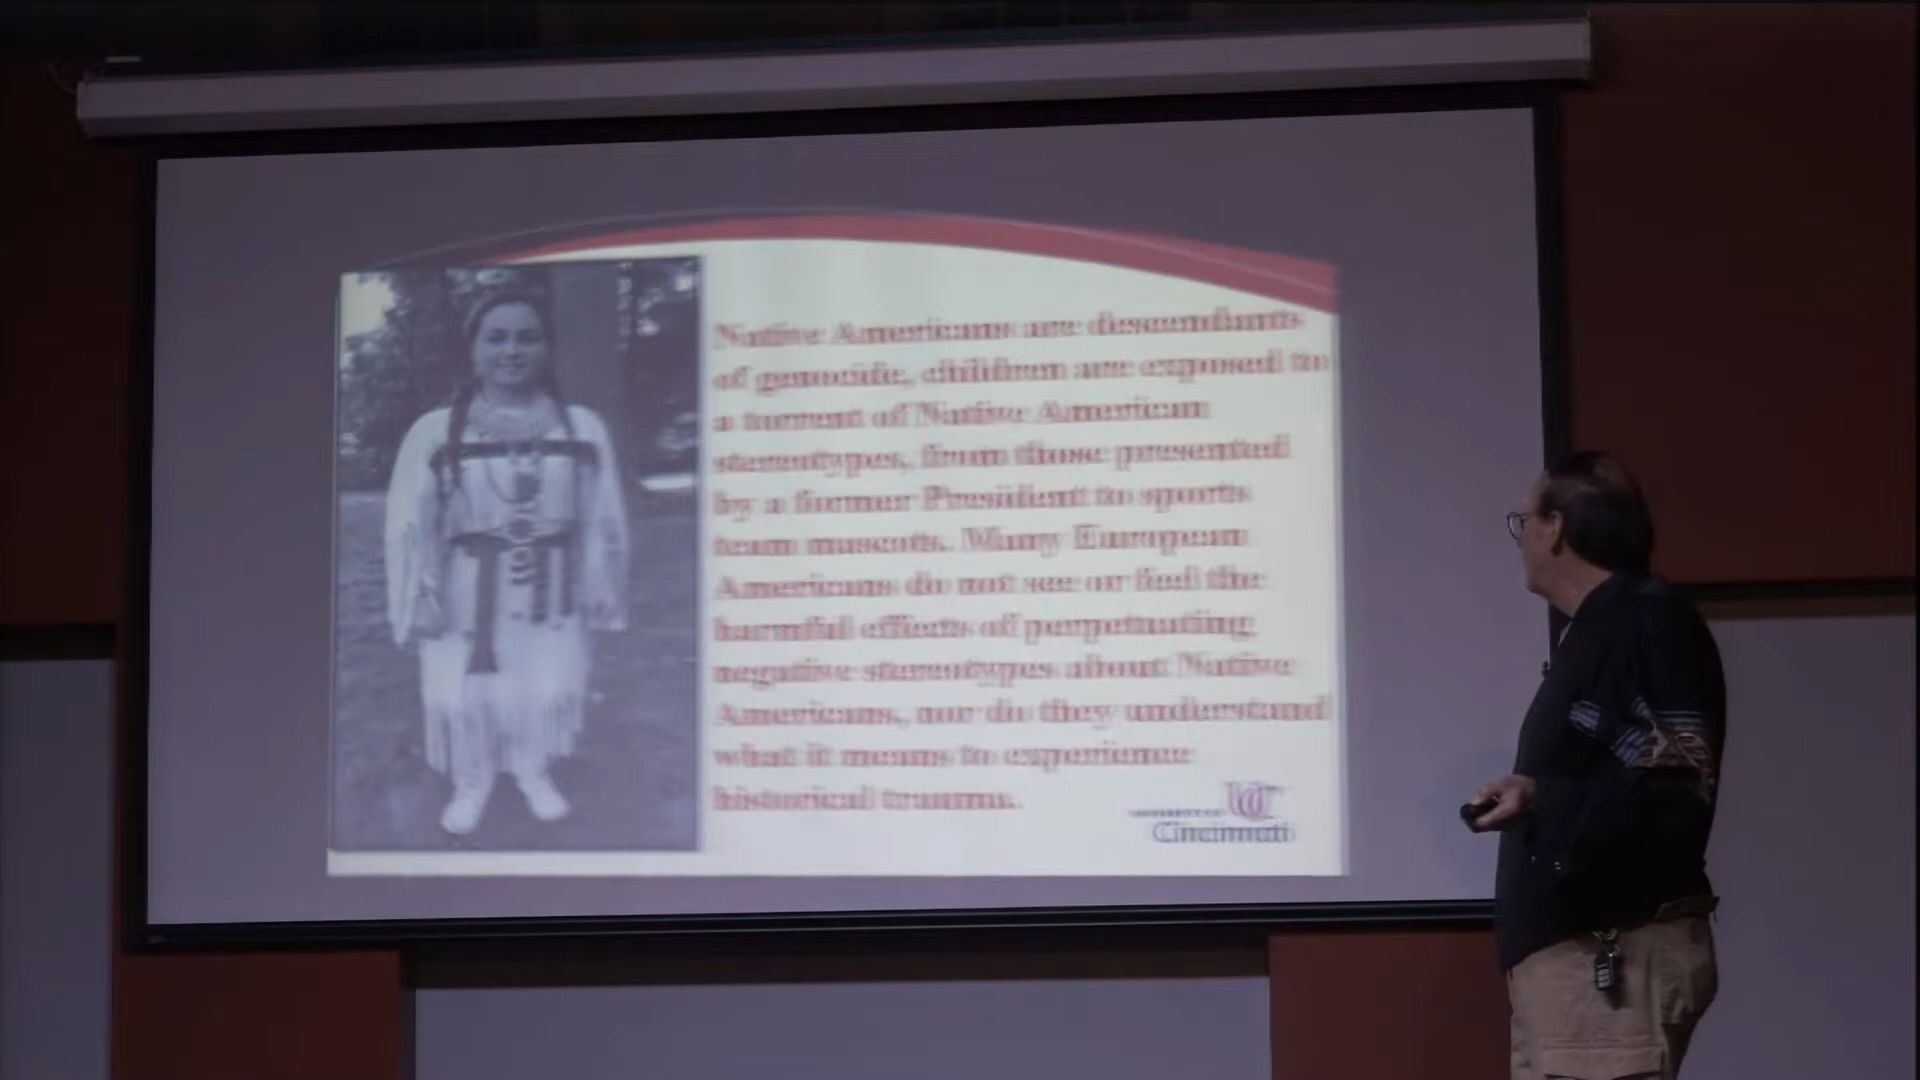 Native Americans are descendants
of genocide, children are exposed to
a torrent of Native American
stereotypes, from those presented
by a former President to sports
team mascots. Many European
Americans do not see or feel the
harmful effects of perpetuating
negative stereotypes about Native
Americans, nor do they understand
what it means to experience
historical trauma.
UC
Cincinnati